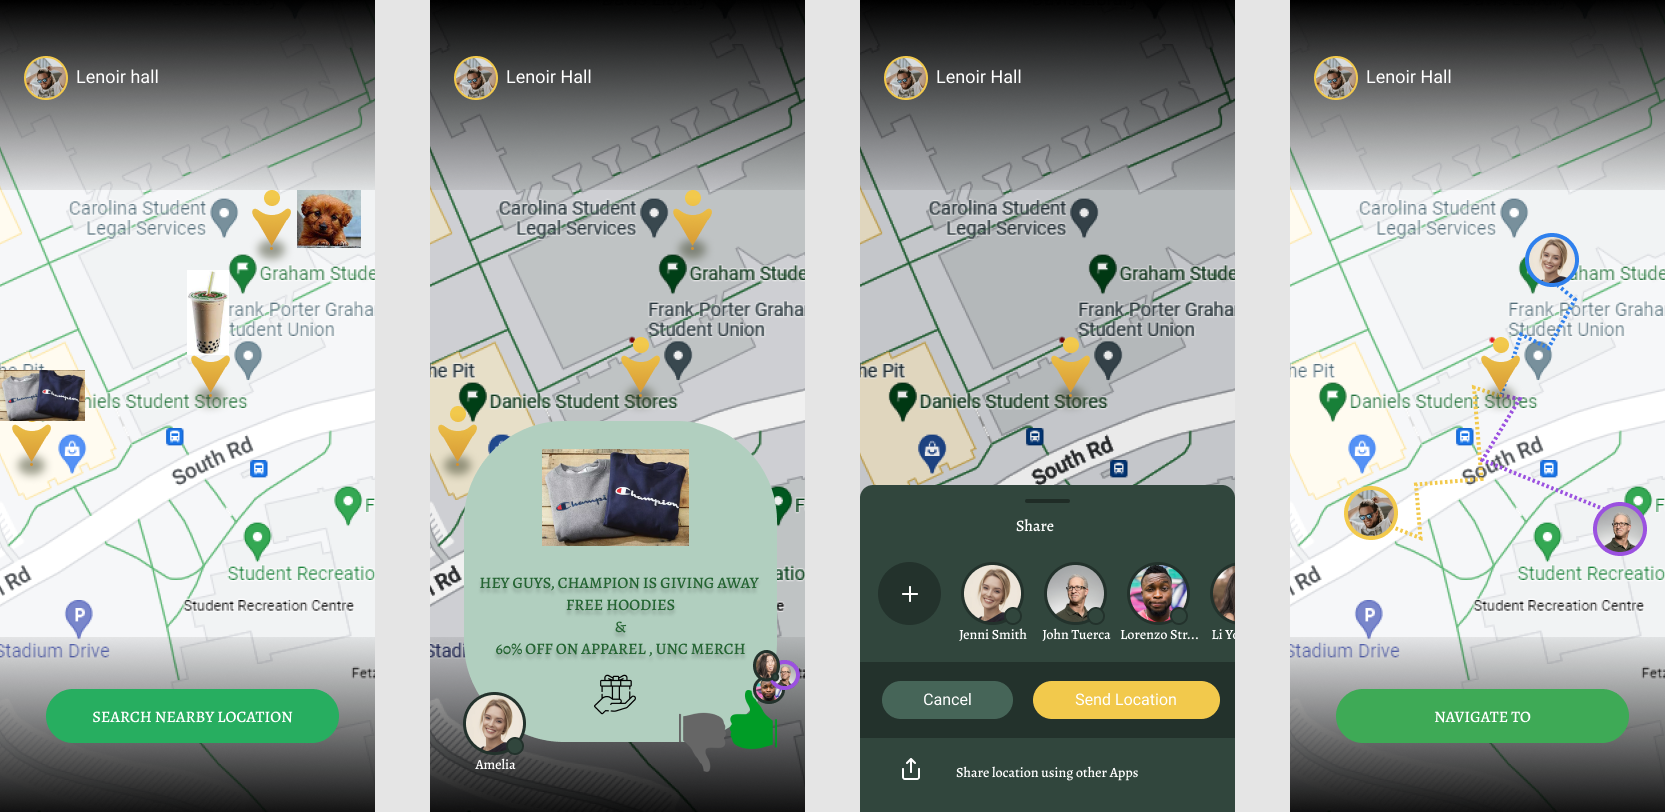 Lenoir hall
Carolina Student
Legal Services
Graham Stude
rank Porter Graha
tudent Union
he Pit
niels Student Stores
South Rd
F
Student Recreatio
Rd
Student Recreation Centre
P
Stadium Drive
Fetz
SEARCH NEARBY LOCATION
Lenoir Hall
Carolina Student
Legal Services
Graham Stude
Frank Porter Graha
Student Union
he Pit
Daniels Student Stores
Champi
Champion
F
HEY GUYS, CHAMPION IS GIVING AWAY
FREE HOODIES
&
60% OFF ON APPAREL , UNC MERCH
Rd
atio
e
Stadi
Fetz
Amelia
Lenoir Hall
Carolina Student
Legal Services
Graham Stude
Frank Porter Graha
Student Union
he Pit
Daniels Student Stores
South Rd
Share
Jenni Smith
John Tuerca
Lorenzo Str...
Li Yo
Cancel
Send Location
Share location using other Apps
Lenoir Hall
Carolina Student
Legal Services
ham Stude
Frank Porter Graha
Student Union
he Pit
Daniels Student Stores
South Rd
F
Student Recreatio
Rd
Student Recreation Centre
P
Stadium Drive
Fetz
NAVIGATE TO